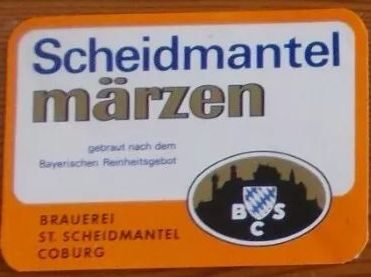 Scheidmantel
märzen
gebraut nach dem
Bayerischen Reinheitsgebot
B S
C
BRAUEREI
ST. SCHEIDMANTEL
COBURG